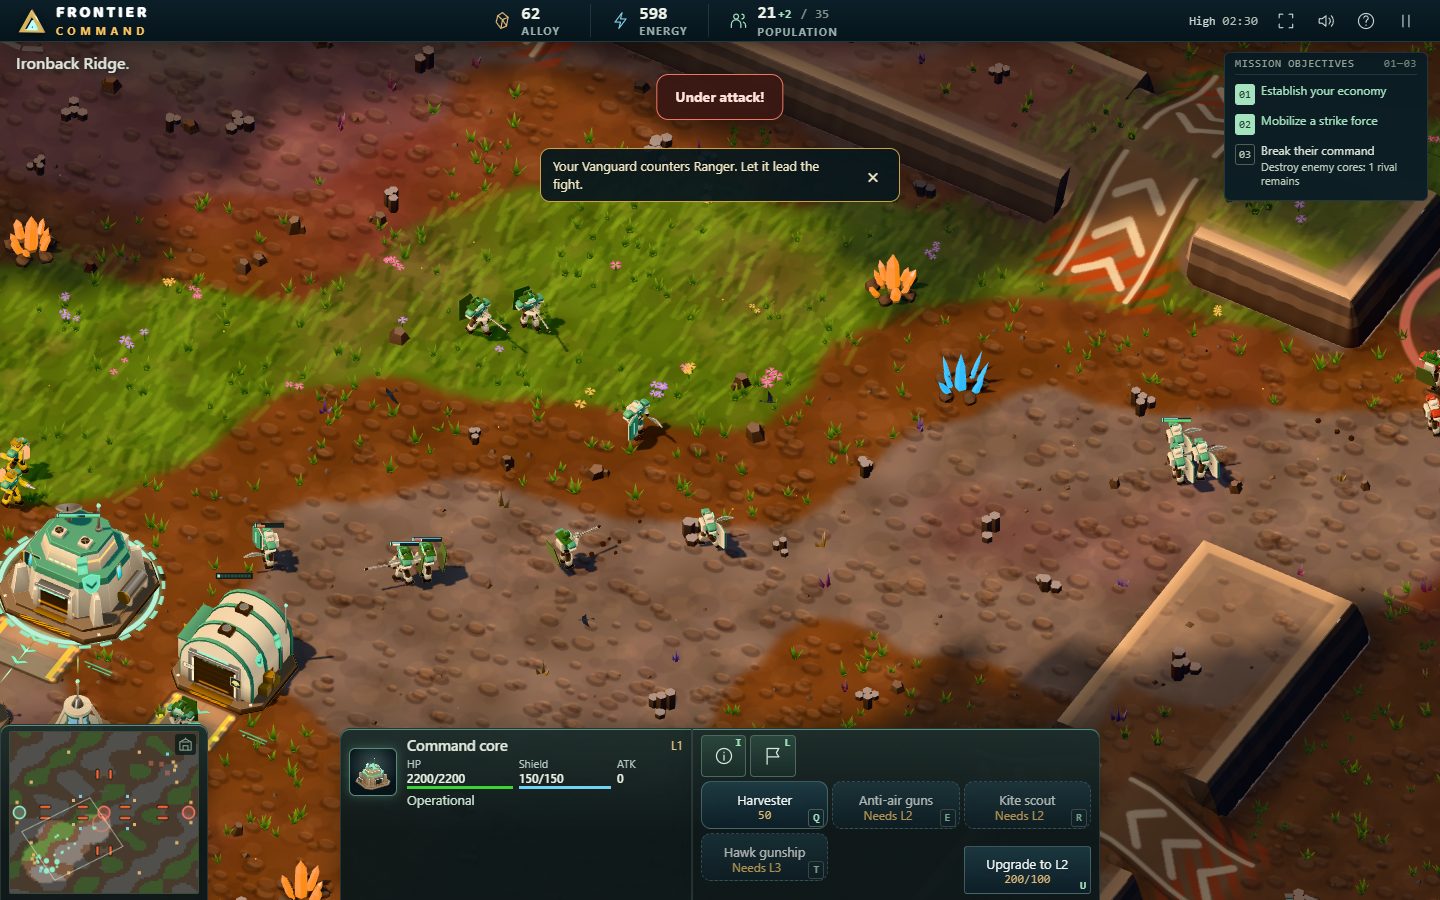 FRONTIER
COMMAND
62
ALLOY
598
ENERGY
21 +2 / 35
POPULATION
High 02:30
Ironback Ridge.
Under attack!
Your Vanguard counters Ranger. Let it lead the
fight.
MISSION OBJECTIVES 01—03
01 Establish your economy
02 Mobilize a strike force
03 Break their command
Destroy enemy cores: 1 rival
remains
Command core L1
HP Shield ATK
2200/2200 150/150 0
Operational
I L
Harvester
50 Q
Anti-air guns
Needs L2 E
Kite scout
Needs L2 R
Hawk gunship
Needs L3 T
Upgrade to L2
200/100 U